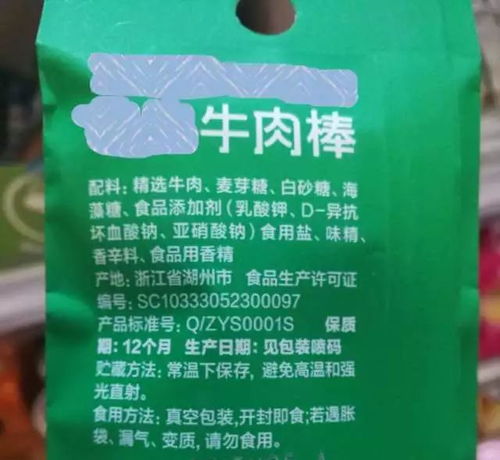 牛肉棒
配料：精选牛肉、麦芽糖、白砂糖、海
藻糖、食品添加剂（乳酸钾、D-异抗
坏血酸钠、亚硝酸钠）食用盐、味精、
香辛料、食品用香精
产地：浙江省湖州市 食品生产许可证
编号：SC10333052300097
产品标准号：Q/ZYS0001S 保质
期：12个月 生产日期：见包装喷码
贮藏方法：常温下保存，避免高温和强
光直射。
食用方法：真空包装，开封即食；若遇胀
袋、漏气、变质，请勿食用。